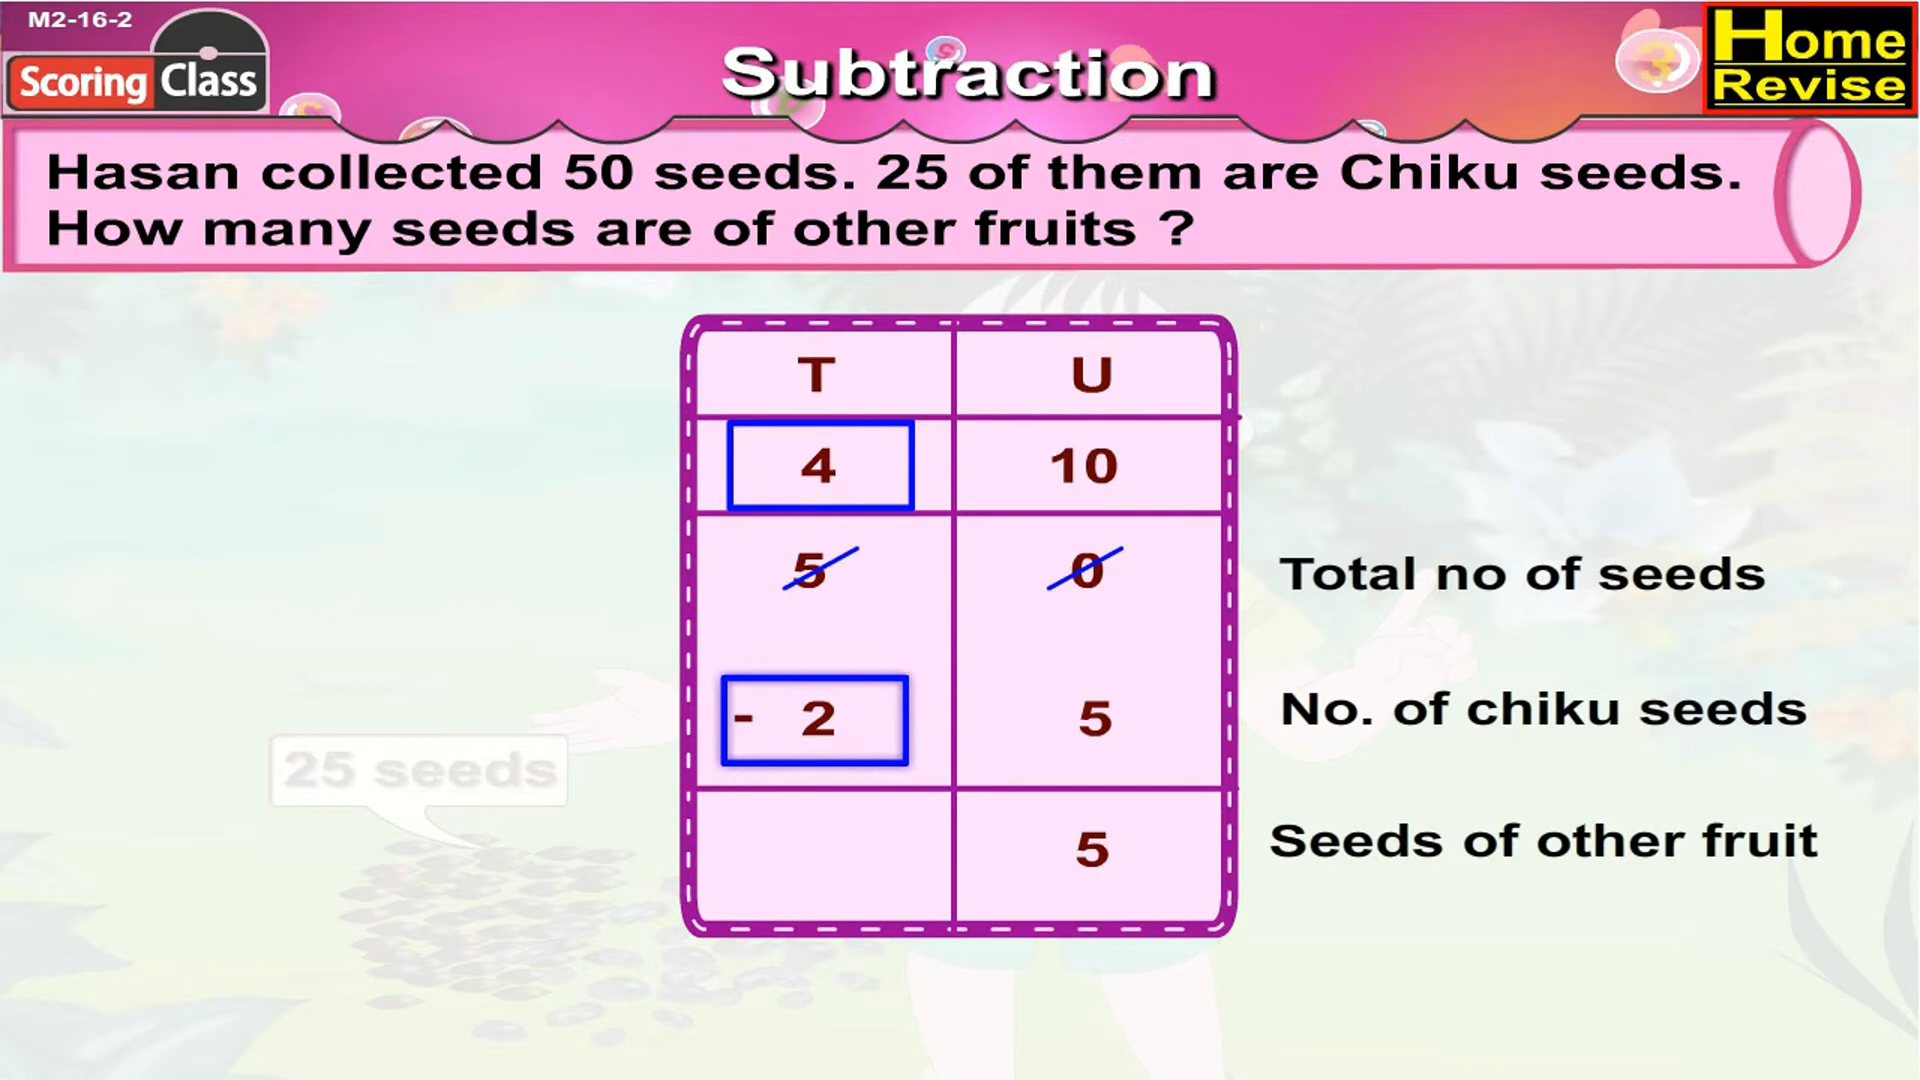 M2-16-2
Scoring Class
Subtraction
Home
Revise
Hasan collected 50 seeds. 25 of them are Chiku seeds.
How many seeds are of other fruits ?
T U
4 10
5 0 Total no of seeds
- 2 5 No. of chiku seeds
25 seeds
5 Seeds of other fruit